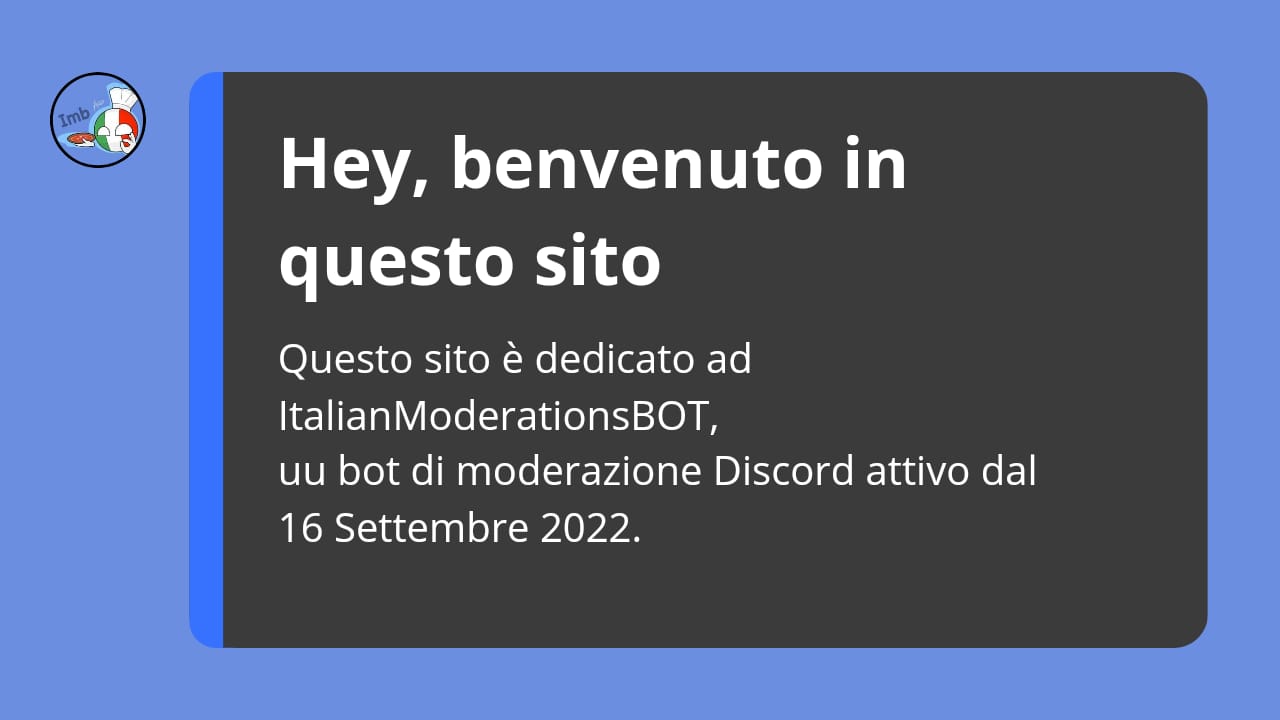 Imb
Hey, benvenuto in
questo sito
Questo sito è dedicato ad
ItalianModerationsBOT,
uu bot di moderazione Discord attivo dal
16 Settembre 2022.